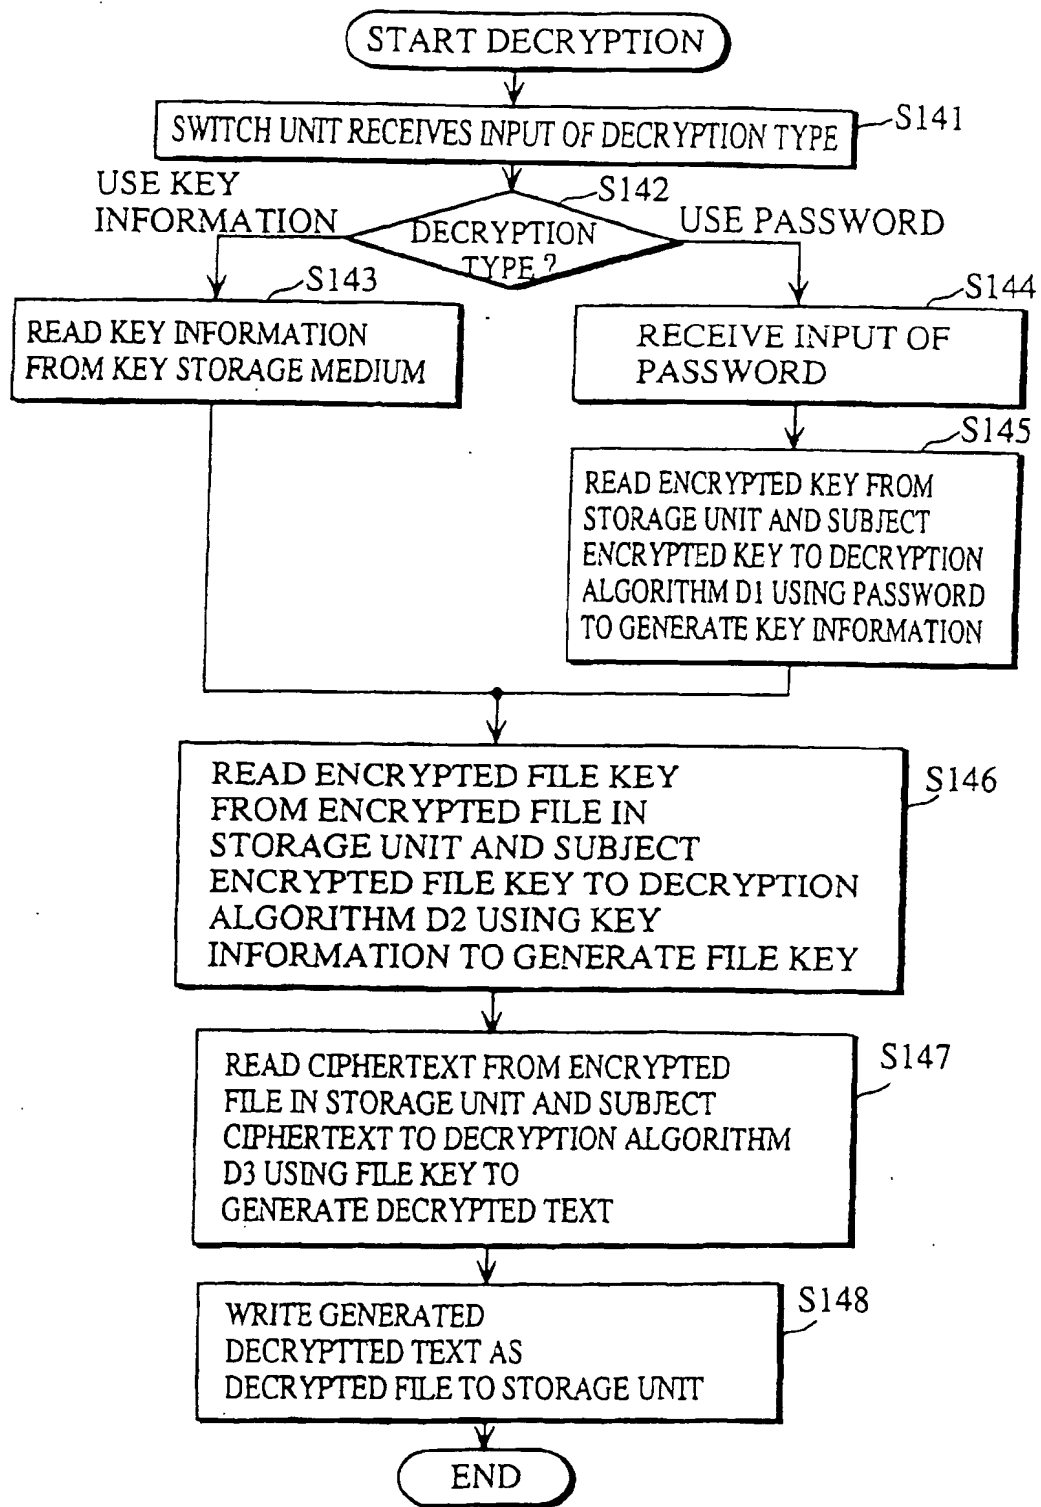 START DECRYPTION
SWITCH UNIT RECEIVES INPUT OF DECRYPTION TYPE
S141
USE KEY
INFORMATION
S142
DECRYPTION
TYPE?
USE PASSWORD
S143
READ KEY INFORMATION
FROM KEY STORAGE MEDIUM
S144
RECEIVE INPUT OF
PASSWORD
S145
READ ENCRYPTED KEY FROM
STORAGE UNIT AND SUBJECT
ENCRYPTED KEY TO DECRYPTION
ALGORITHM D1 USING PASSWORD
TO GENERATE KEY INFORMATION
S146
READ ENCRYPTED FILE KEY
FROM ENCRYPTED FILE IN
STORAGE UNIT AND SUBJECT
ENCRYPTED FILE KEY TO DECRYPTION
ALGORITHM D2 USING KEY
INFORMATION TO GENERATE FILE KEY
S147
READ CIPHERTEXT FROM ENCRYPTED
FILE IN STORAGE UNIT AND SUBJECT
CIPHERTEXT TO DECRYPTION ALGORITHM
D3 USING FILE KEY TO
GENERATE DECRYPTED TEXT
S148
WRITE GENERATED
DECRYPTTED TEXT AS
DECRYPTED FILE TO STORAGE UNIT
END